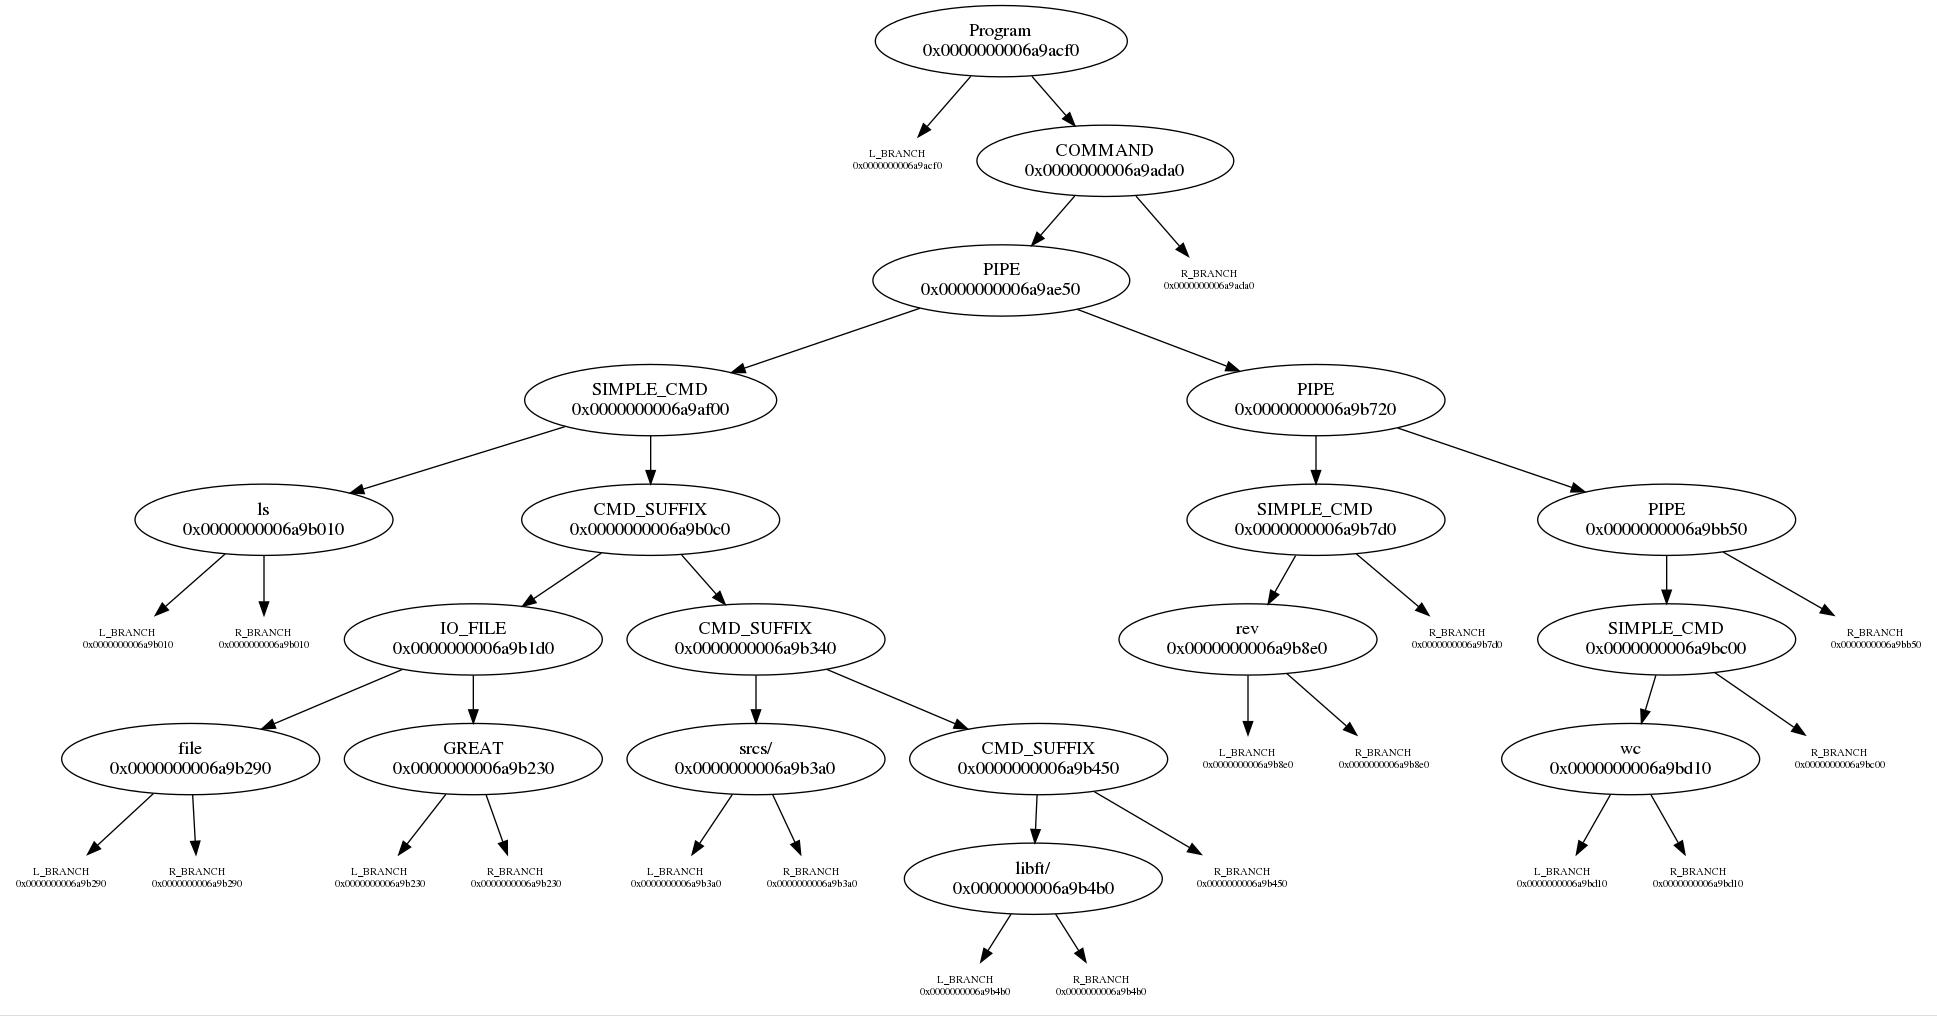 Program
0x0000000006a9acf0
L_BRANCH
0x0000000006a9acf0
COMMAND
0x0000000006a9ada0
PIPE
0x0000000006a9ae50
R_BRANCH
0x0000000006a9ada0
SIMPLE_CMD
0x0000000006a9af00
PIPE
0x0000000006a9b720
ls
0x0000000006a9b010
CMD_SUFFIX
0x0000000006a9b0c0
SIMPLE_CMD
0x0000000006a9b7d0
PIPE
0x0000000006a9bb50
L_BRANCH
0x0000000006a9b010
R_BRANCH
0x0000000006a9b010
IO_FILE
0x0000000006a9b1d0
CMD_SUFFIX
0x0000000006a9b340
rev
0x0000000006a9b8e0
R_BRANCH
0x0000000006a9b7d0
SIMPLE_CMD
0x0000000006a9bc00
R_BRANCH
0x0000000006a9bb50
file
0x0000000006a9b290
GREAT
0x0000000006a9b230
srcs/
0x0000000006a9b3a0
CMD_SUFFIX
0x0000000006a9b450
L_BRANCH
0x0000000006a9b8e0
R_BRANCH
0x0000000006a9b8e0
wc
0x0000000006a9bd10
R_BRANCH
0x0000000006a9bc00
L_BRANCH
0x0000000006a9b290
R_BRANCH
0x0000000006a9b290
L_BRANCH
0x0000000006a9b230
R_BRANCH
0x0000000006a9b230
L_BRANCH
0x0000000006a9b3a0
R_BRANCH
0x0000000006a9b3a0
libft/
0x0000000006a9b4b0
R_BRANCH
0x0000000006a9b450
L_BRANCH
0x0000000006a9bd10
R_BRANCH
0x0000000006a9bd10
L_BRANCH
0x0000000006a9b4b0
R_BRANCH
0x0000000006a9b4b0